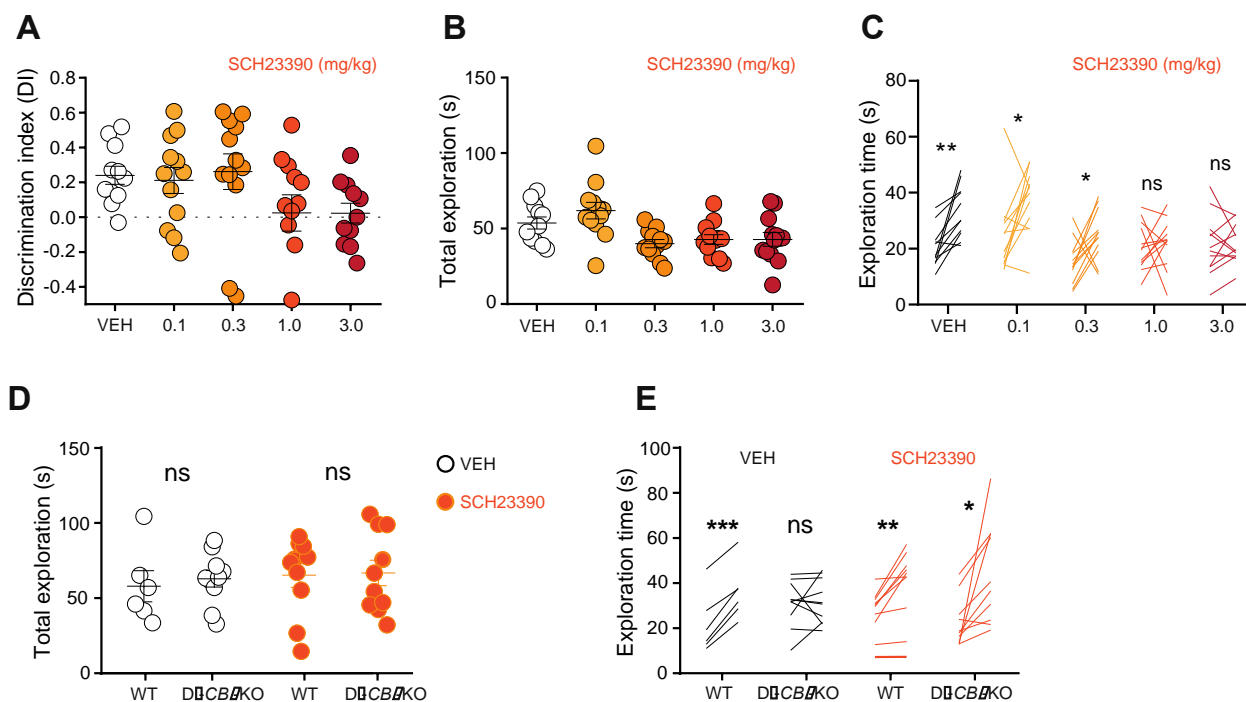 A
SCH23390 (mg/kg)
Discrimination index (DI)
0.8
0.6
0.4
0.2
0.0
-0.2
-0.4
VEH 0.1 0.3 1.0 3.0
B
SCH23390 (mg/kg)
Total exploration (s)
150
100
50
0
VEH 0.1 0.3 1.0 3.0
C
SCH23390 (mg/kg)
Exploration time (s)
80
60
40
20
0
** * * ns ns
VEH 0.1 0.3 1.0 3.0
D
Total exploration (s)
150
100
50
0
ns ns
VEH
SCH23390
WT WT
E
Exploration time (s)
100
80
60
40
20
0
VEH SCH23390
*** ns ** *
WT WT